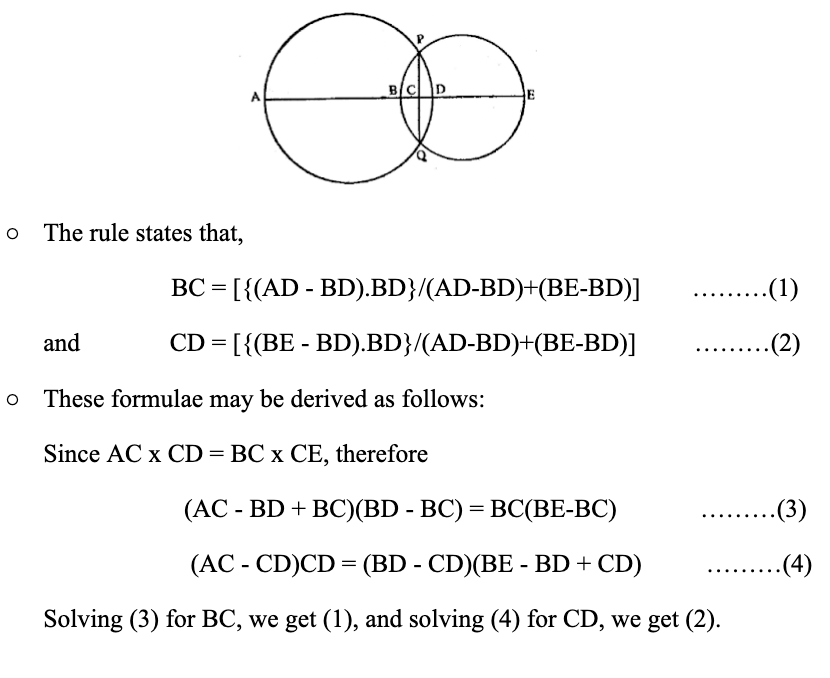 P
A B C D E
Q
○ The rule states that,
BC = [{(AD - BD).BD}/(AD-BD)+(BE-BD)] ………(1)
and CD = [{(BE - BD).BD}/(AD-BD)+(BE-BD)] ………(2)
○ These formulae may be derived as follows:
Since AC x CD = BC x CE, therefore
(AC - BD + BC)(BD - BC) = BC(BE-BC) ………(3)
(AC - CD)CD = (BD - CD)(BE - BD + CD) ………(4)
Solving (3) for BC, we get (1), and solving (4) for CD, we get (2).